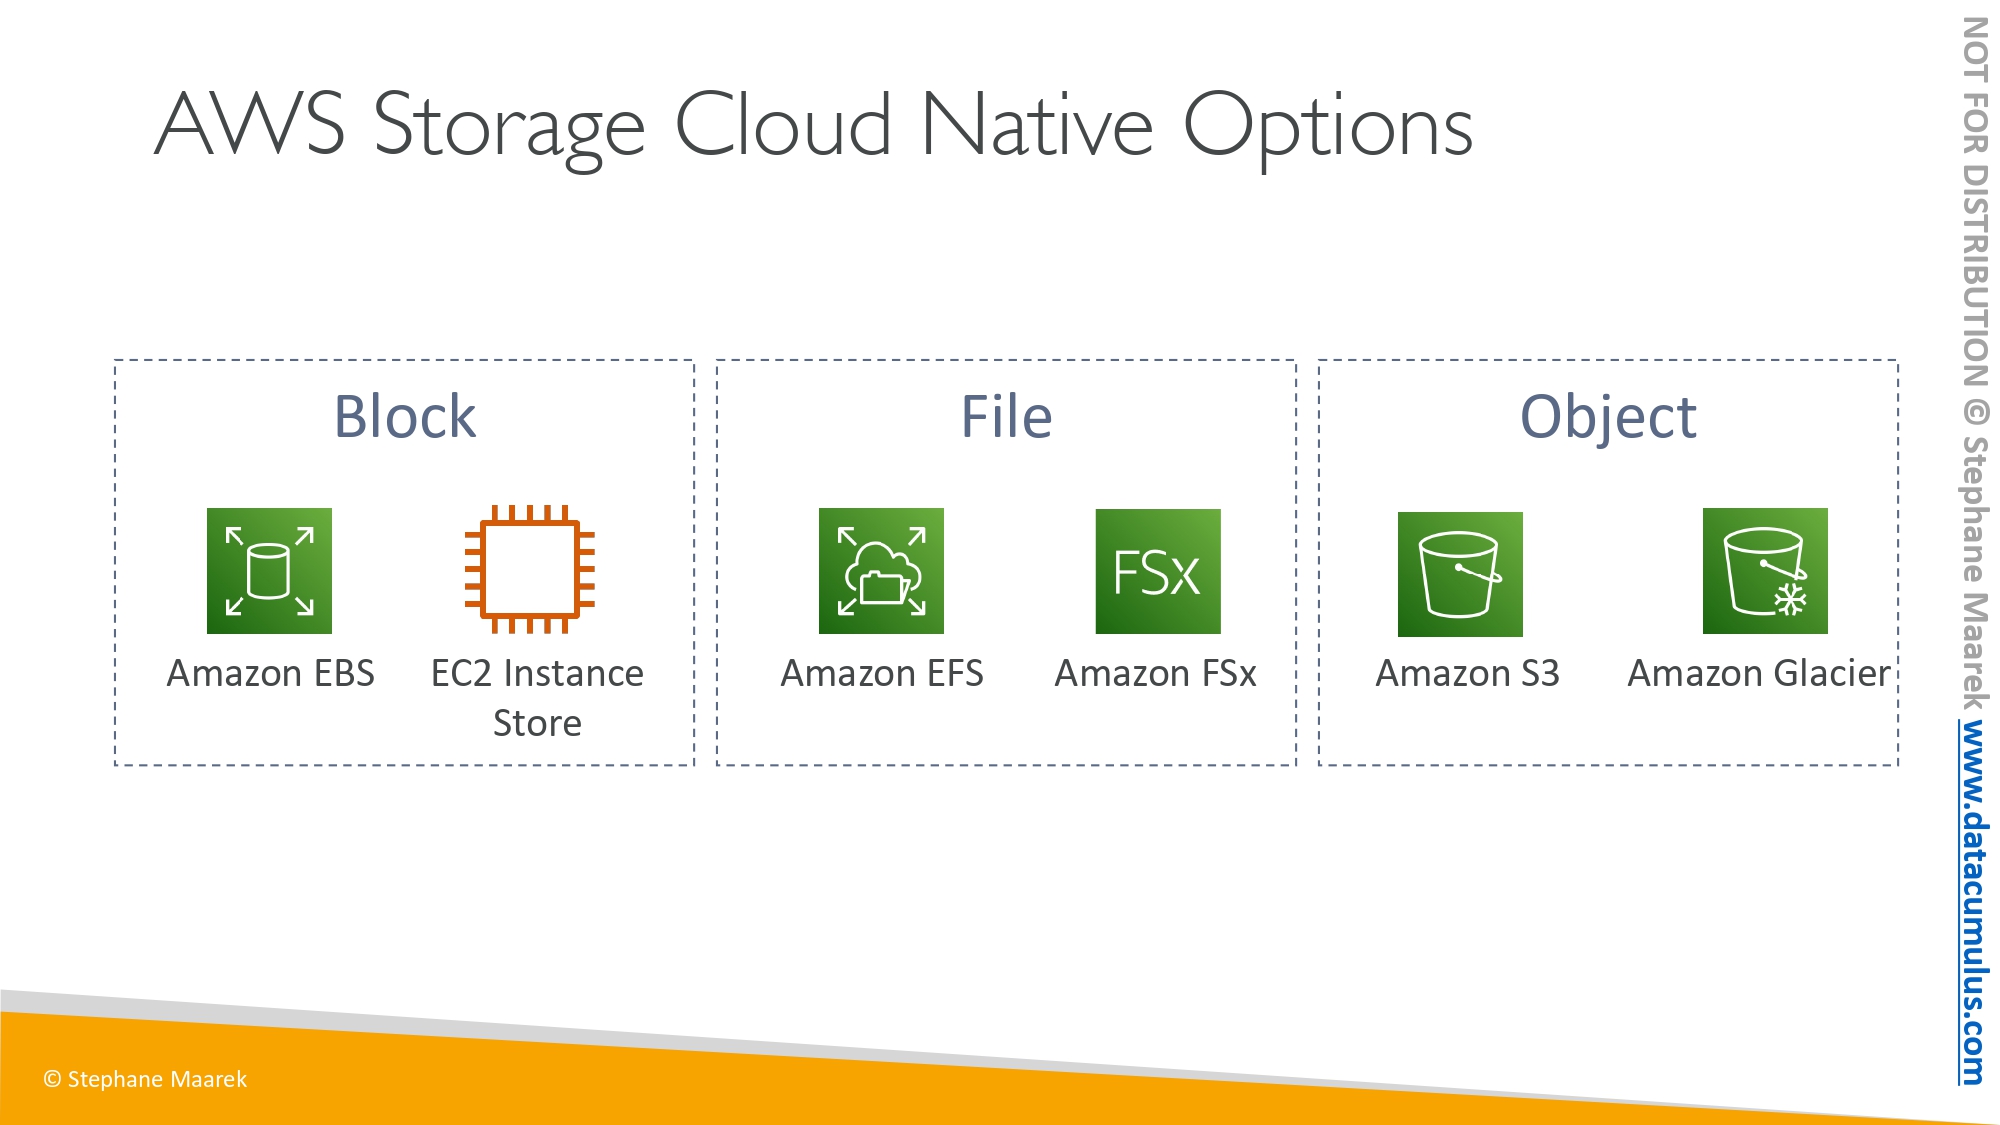 AWS Storage Cloud Native Options
Block
Amazon EBS
EC2 Instance
Store
File
Amazon EFS
FSx
Amazon FSx
Object
Amazon S3
Amazon Glacier
© Stephane Maarek
NOT FOR DISTRIBUTION © Stephane Maarek www.datacumulus.com